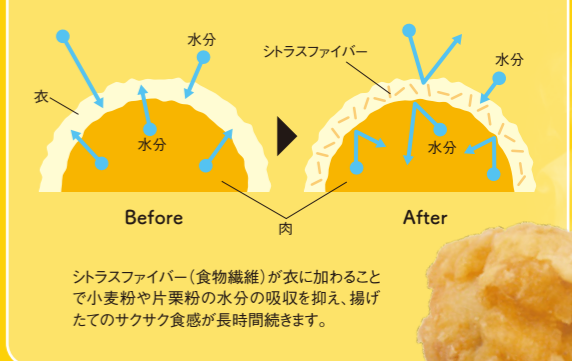 水分
シトラスファイバー
水分
衣
水分
水分
Before
After
肉
シトラスファイバー（食物繊維）が衣に加わること
で小麦粉や片栗粉の水分の吸収を抑え、揚げ
たてのサクサク食感が長時間続きます。